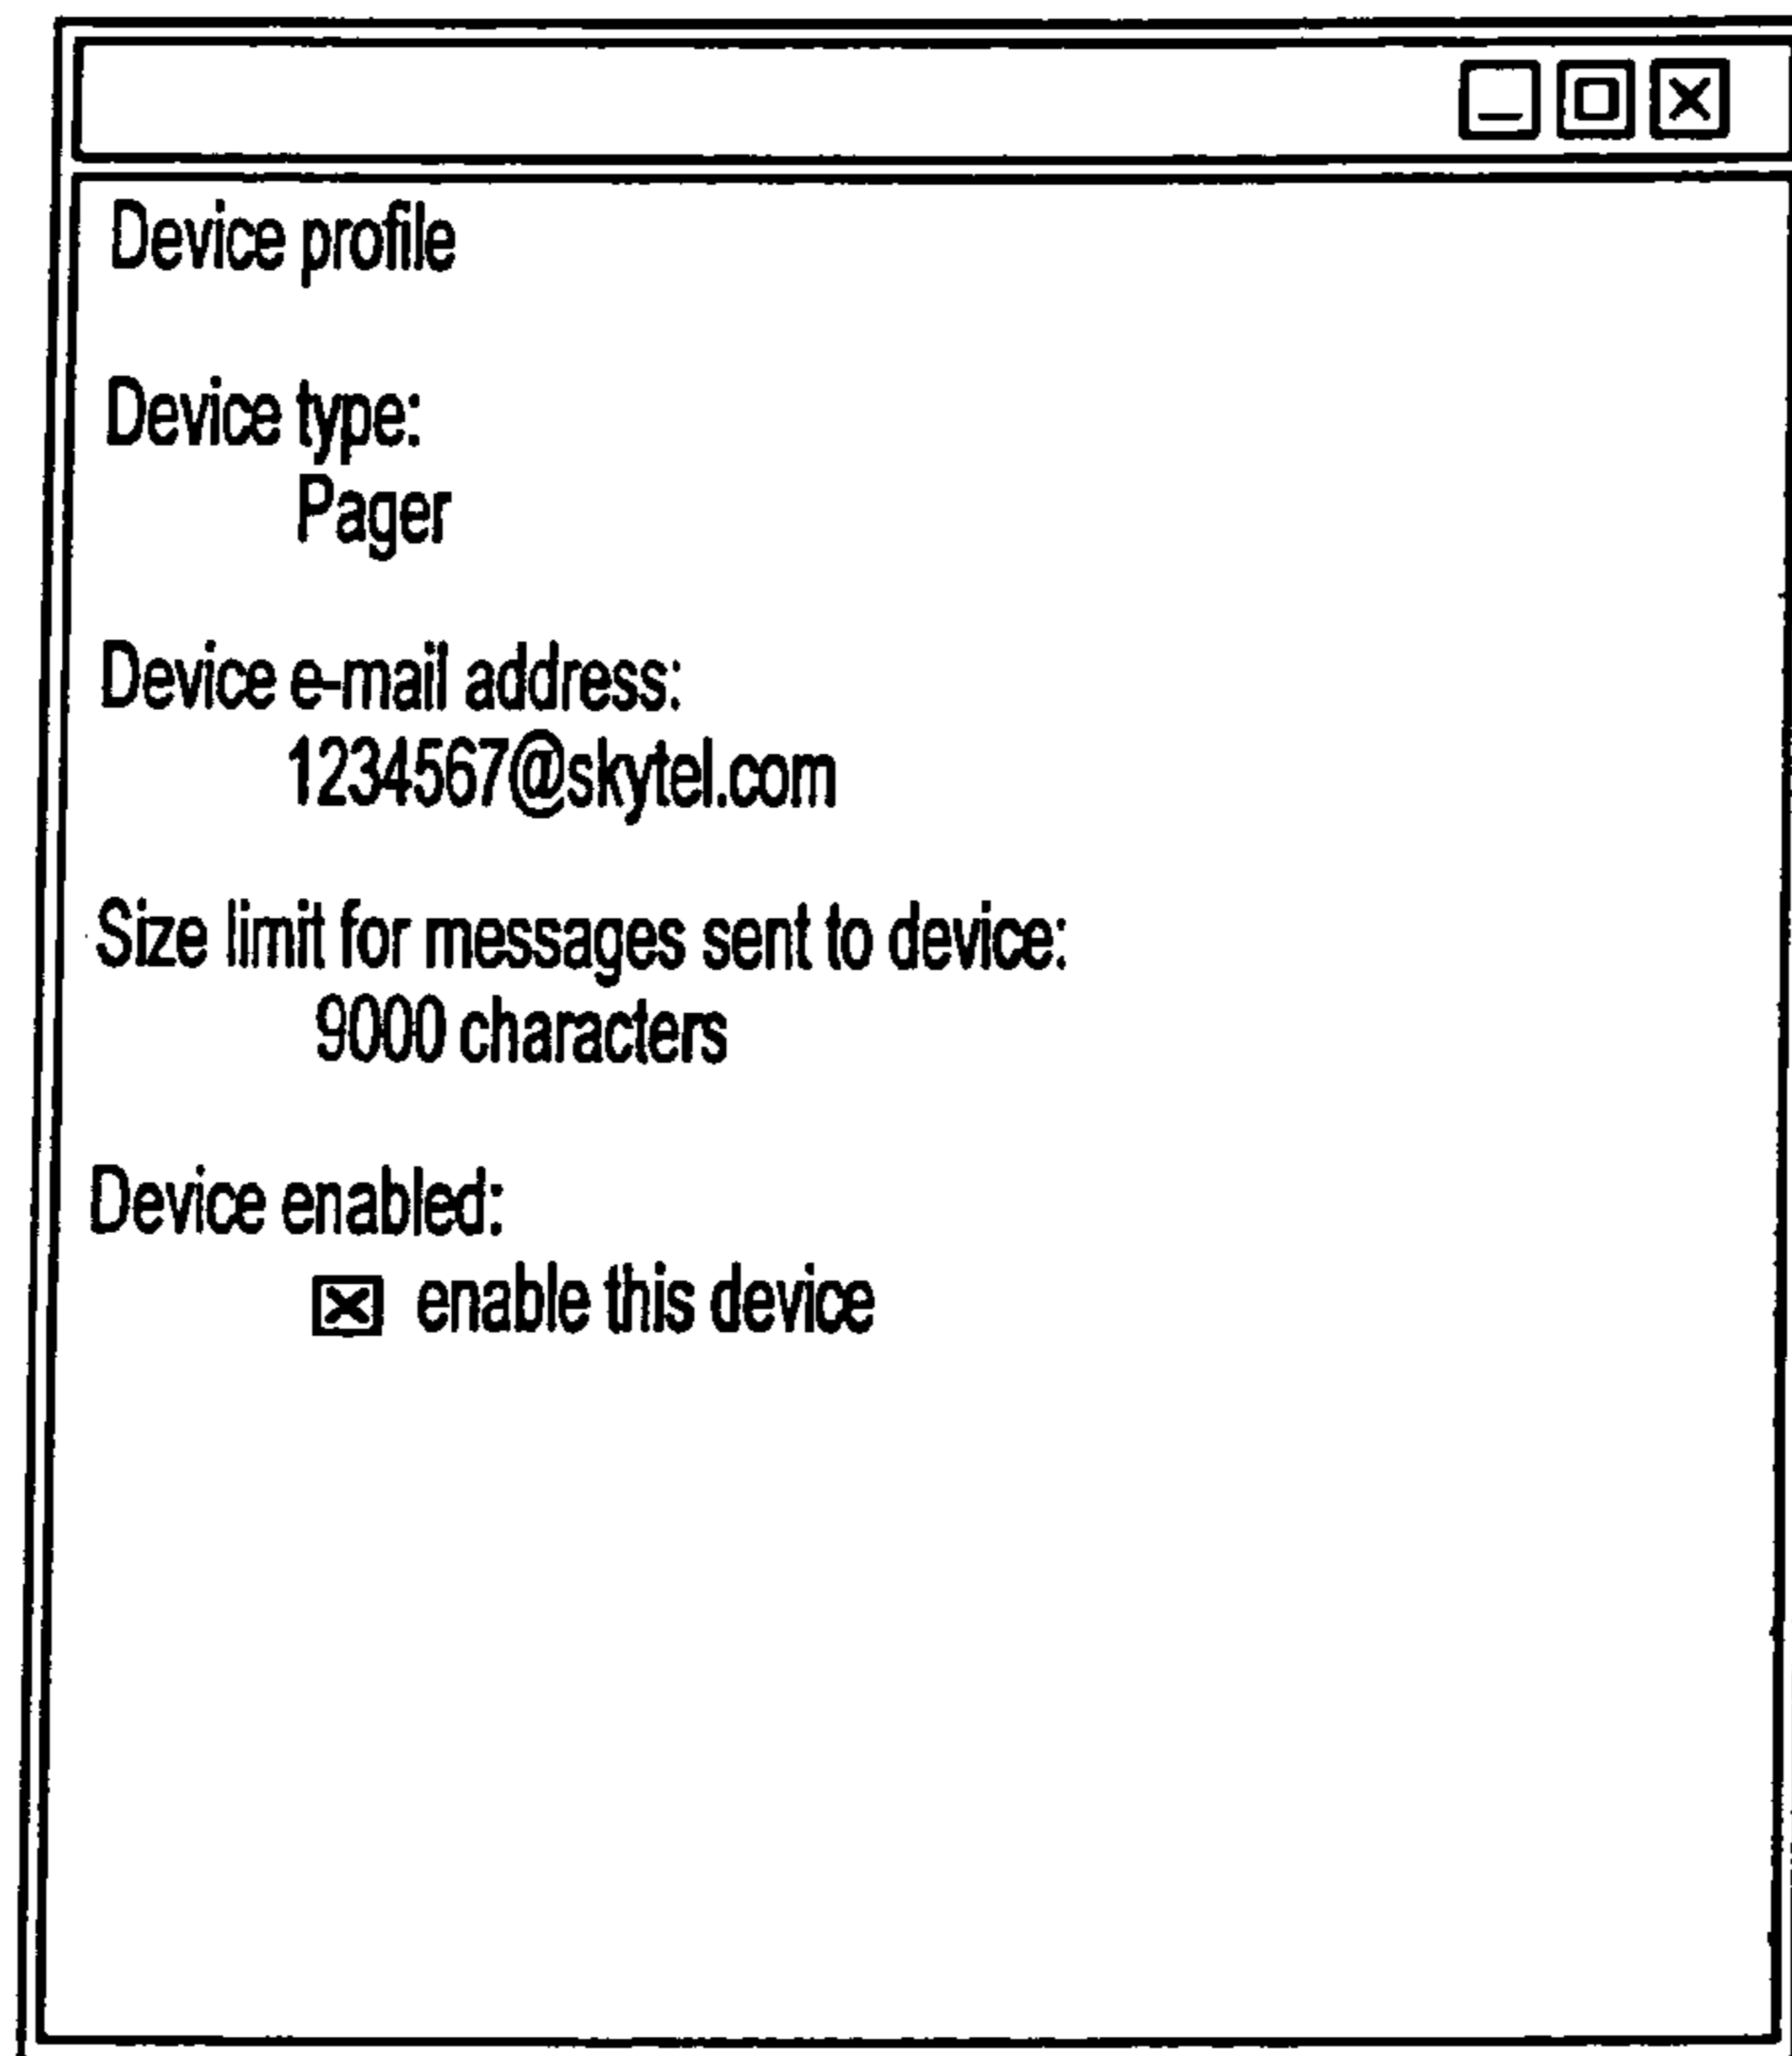 Device profile
Device type:
Pager
Device e-mail address:
1234567@skytel.com
Size limit for messages sent to device:
9000 characters
Device enabled:
enable this device